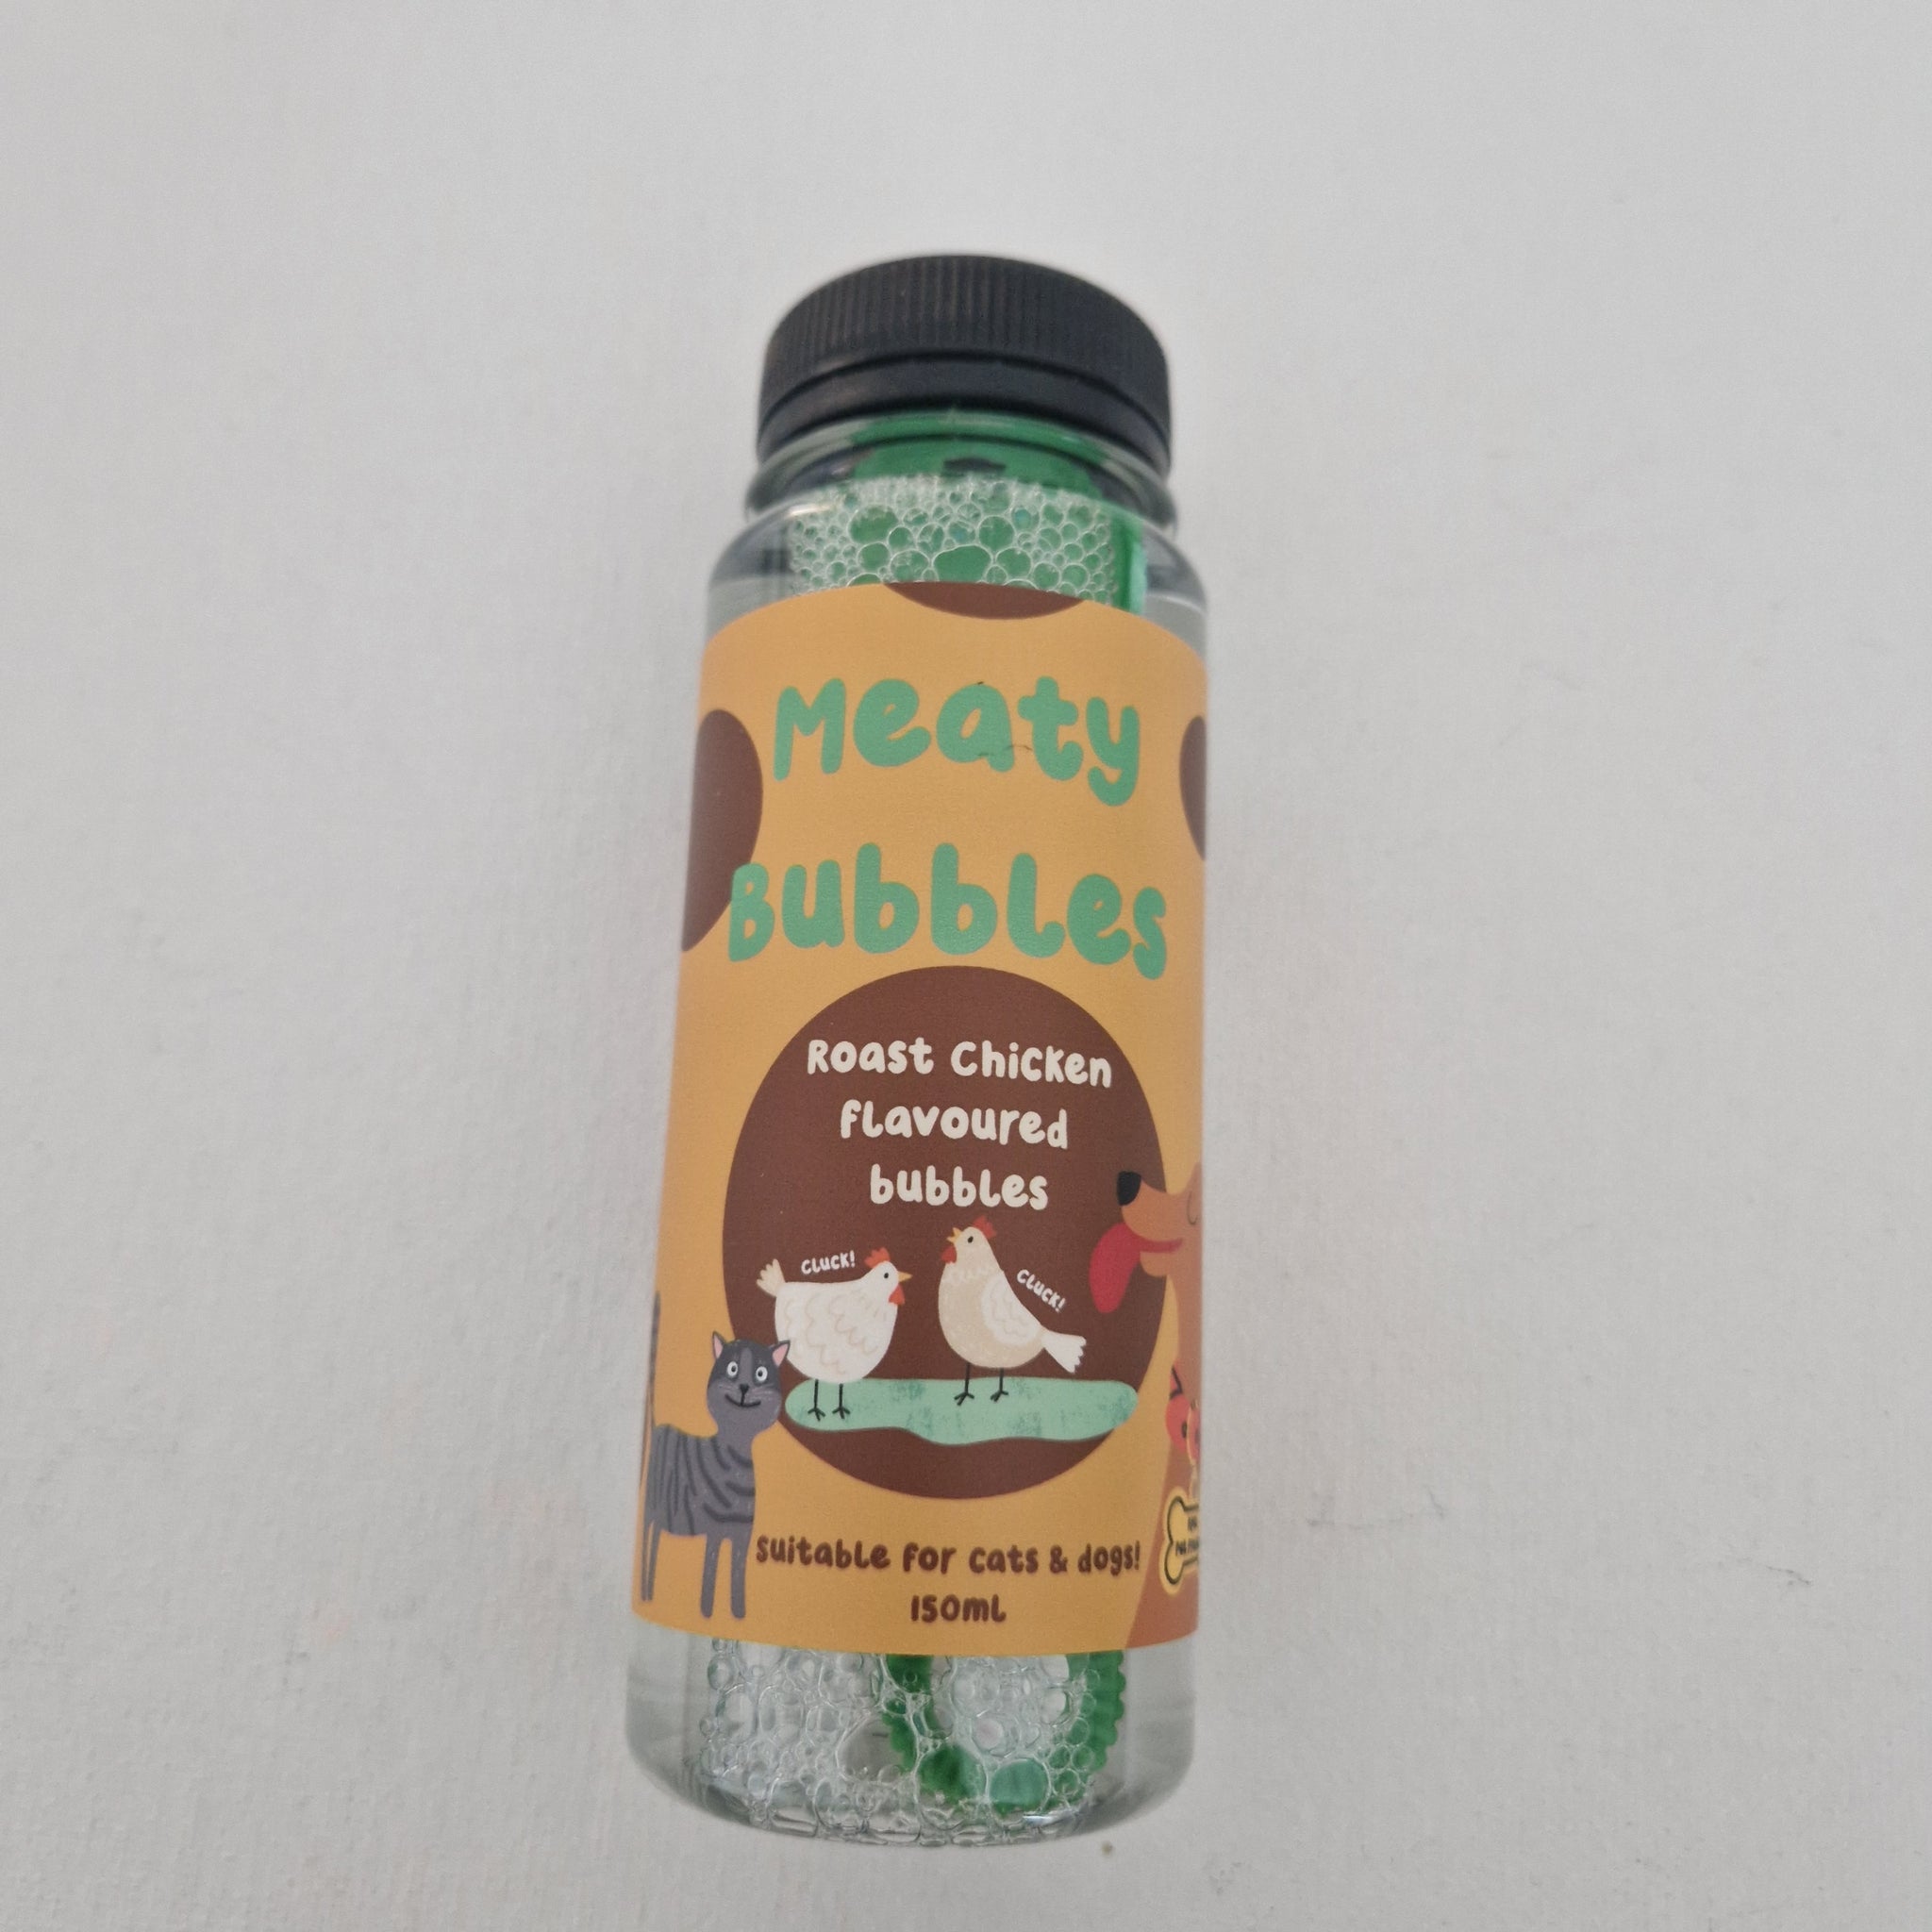 Meaty
Bubbles
Roast Chicken
flavoured
bubbles
CLUCK!
CLUCK!
Suitable for cats & dogs!
150ml